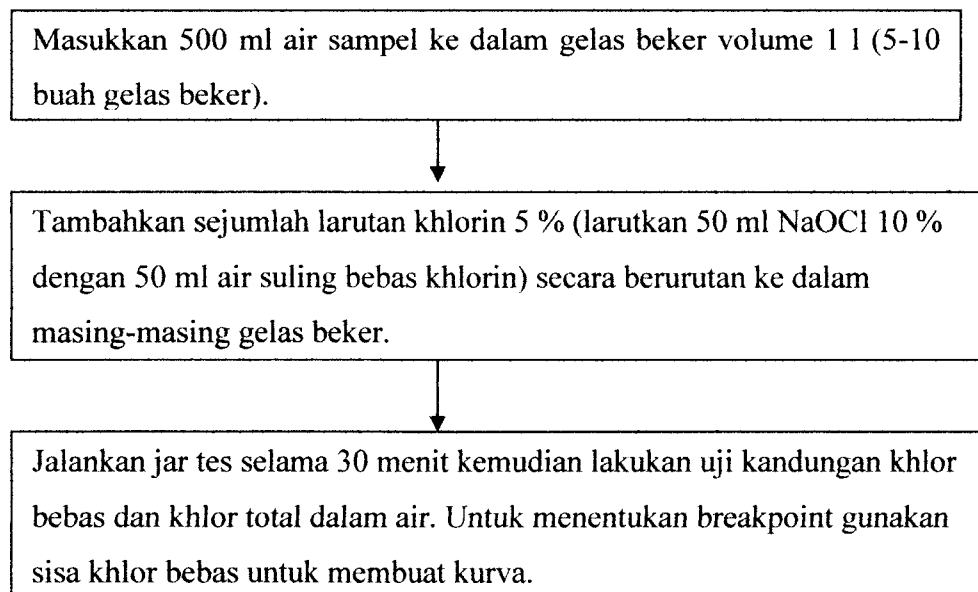 Masukkan 500 ml air sampel ke dalam gelas beker volume 1 l (5-10
buah gelas beker).
Tambahkan sejumlah larutan khlorin 5 % (larutkan 50 ml NaOCl 10 %
dengan 50 ml air suling bebas khlorin) secara berurutan ke dalam
masing-masing gelas beker.
Jalankan jar tes selama 30 menit kemudian lakukan uji kandungan khlor
bebas dan khlor total dalam air. Untuk menentukan breakpoint gunakan
sisa khlor bebas untuk membuat kurva.